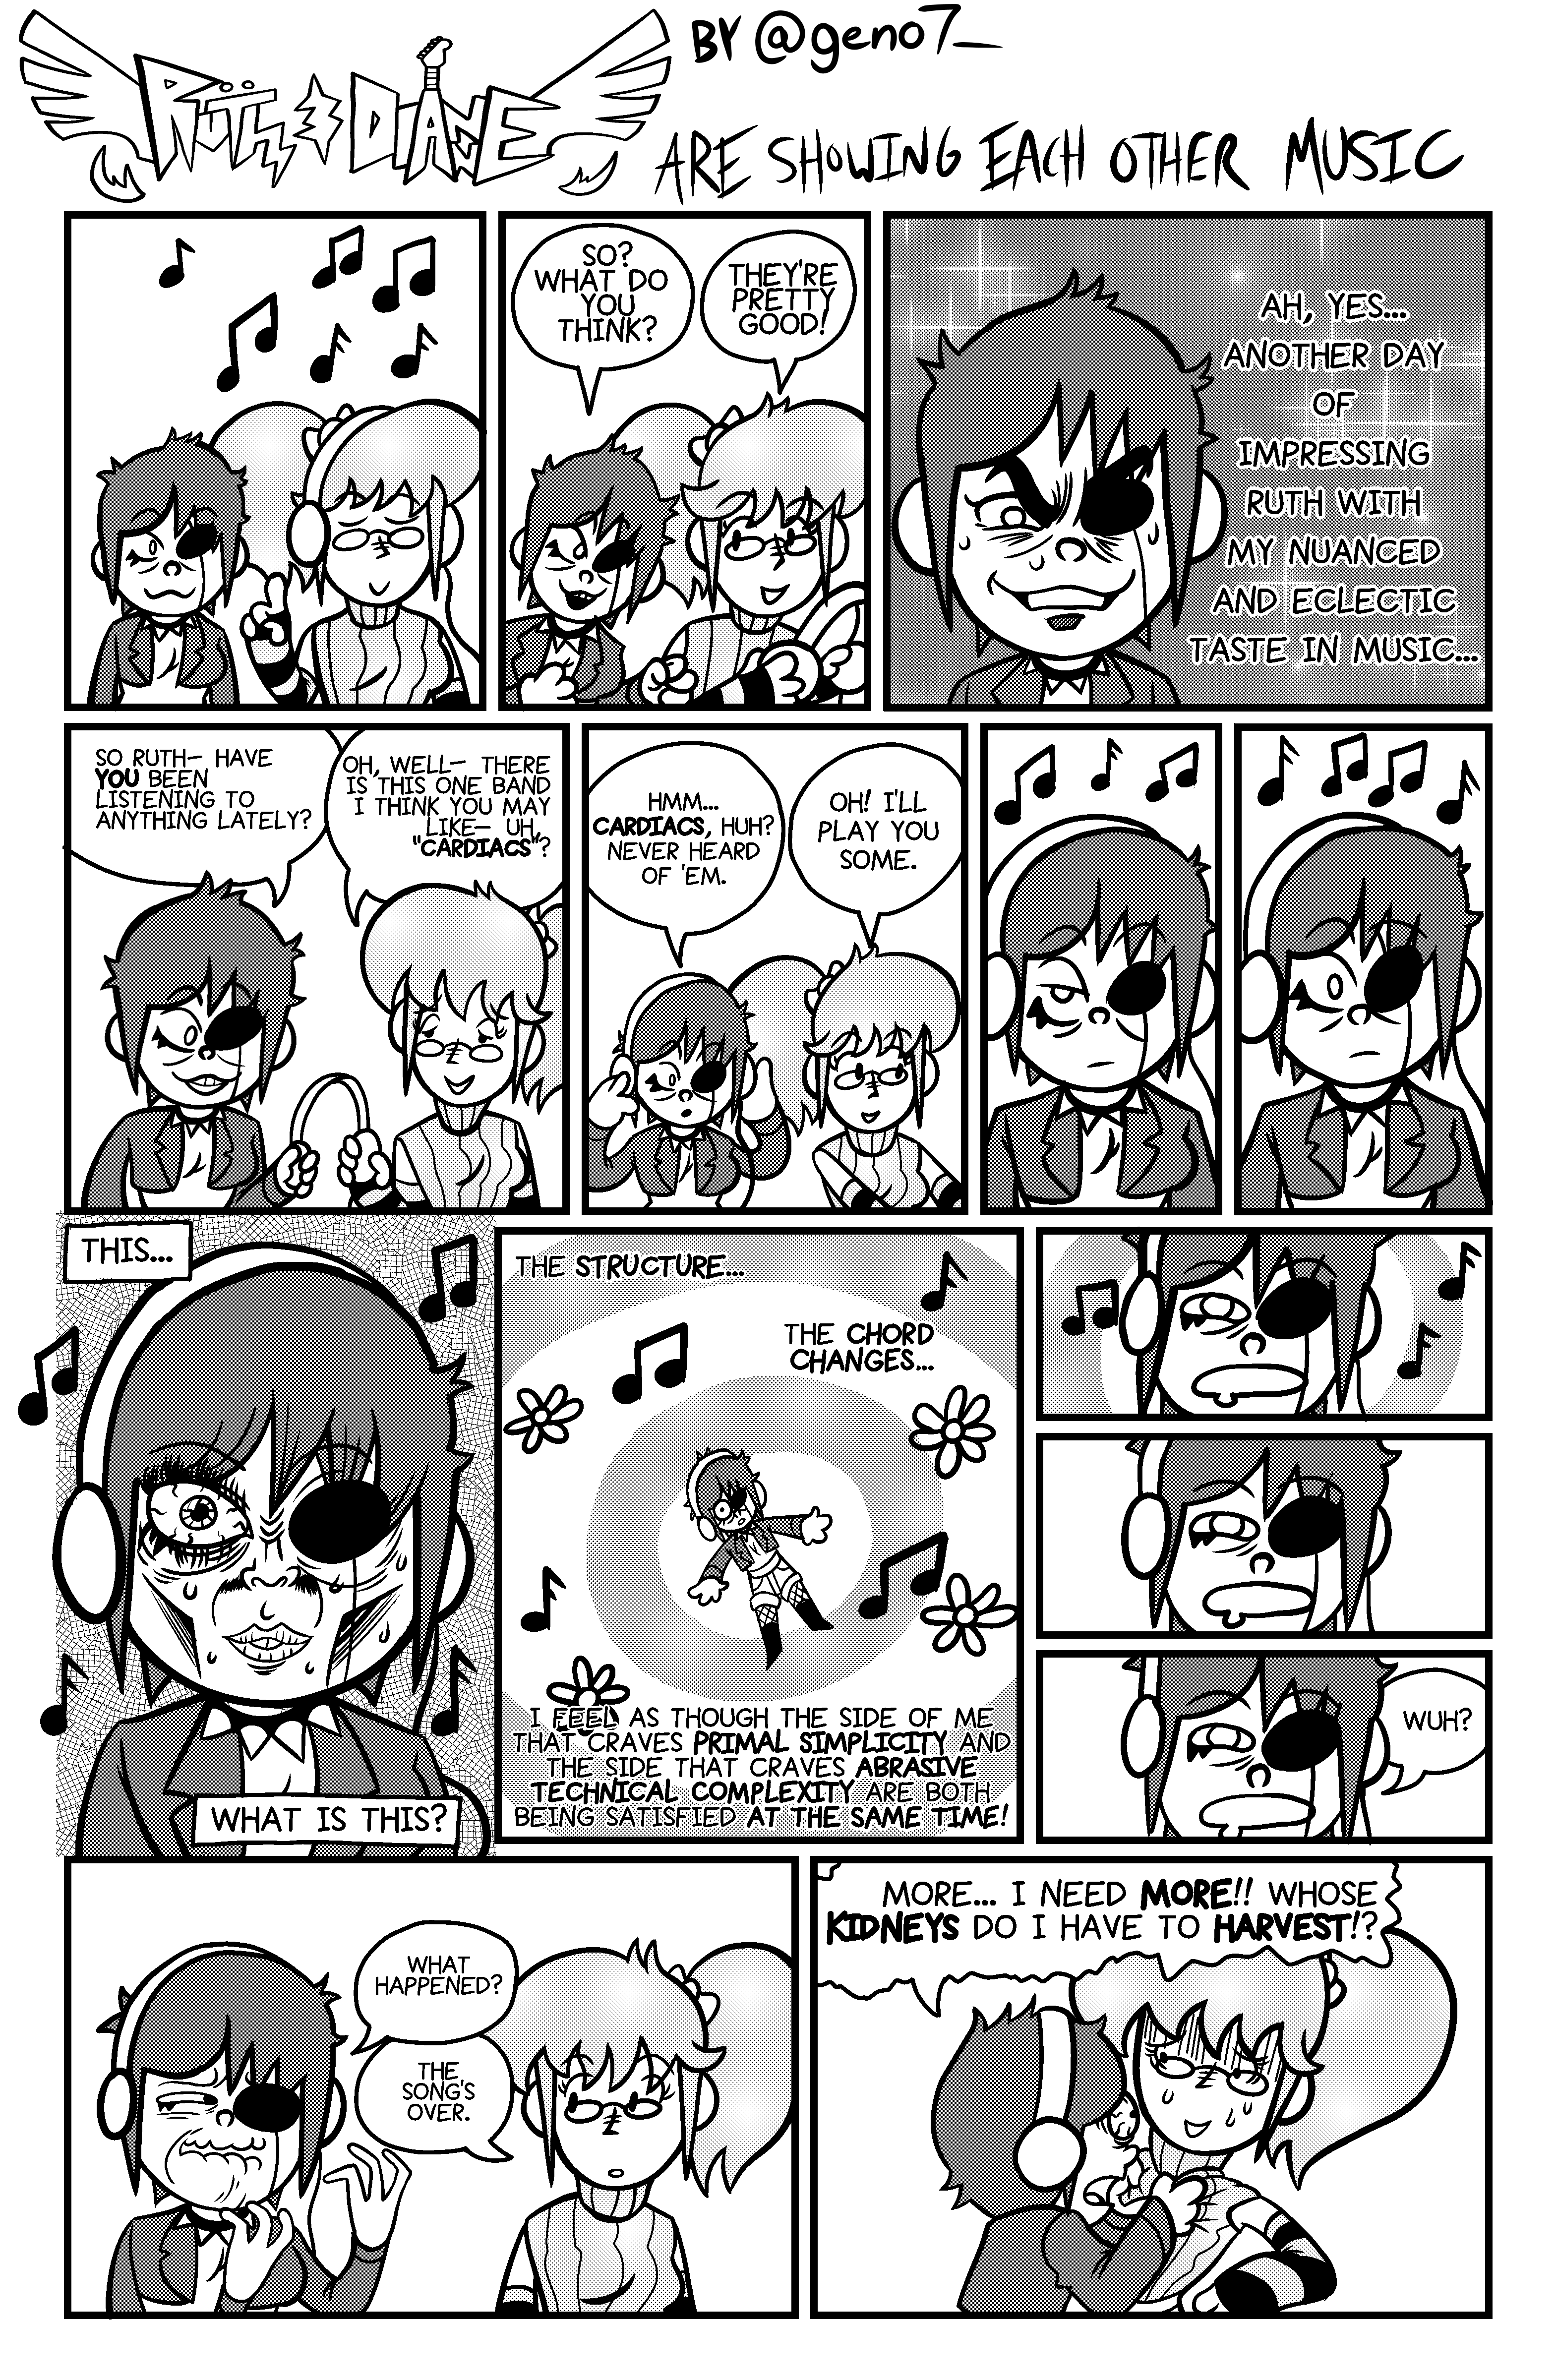 RÜTH & DIANE
BY @geno7_
ARE SHOWING EACH OTHER MUSIC
SO?
WHAT DO
YOU
THINK?
THEY'RE
PRETTY
GOOD!
AH, YES...
ANOTHER DAY
OF
IMPRESSING
RUTH WITH
MY NUANCED
AND ECLECTIC
TASTE IN MUSIC...
SO RUTH— HAVE
YOU BEEN
LISTENING TO
ANYTHING LATELY?
OH, WELL— THERE
IS THIS ONE BAND
I THINK YOU MAY
LIKE— UH,
"CARDIACS"?
HMM...
CARDIACS, HUH?
NEVER HEARD
OF 'EM.
OH! I'LL
PLAY YOU
SOME.
THIS...
WHAT IS THIS?
THE STRUCTURE...
THE CHORD
CHANGES...
I FEEL AS THOUGH THE SIDE OF ME
THAT CRAVES PRIMAL SIMPLICITY AND
THE SIDE THAT CRAVES ABRASIVE
TECHNICAL COMPLEXITY ARE BOTH
BEING SATISFIED AT THE SAME TIME!
WUH?
WHAT
HAPPENED?
THE
SONG'S
OVER.
MORE... I NEED MORE!! WHOSE
KIDNEYS DO I HAVE TO HARVEST!?